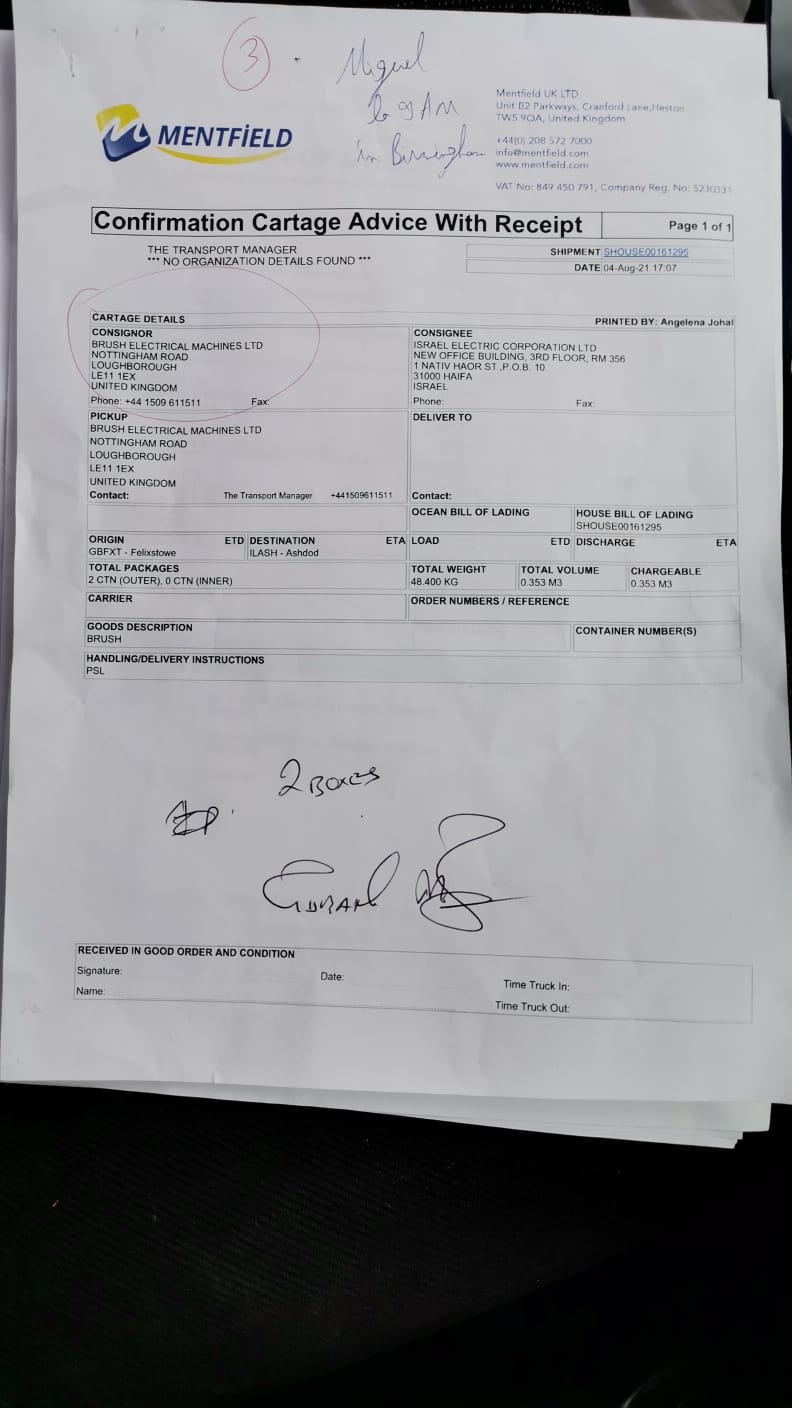 3
Miguel
9 AM
in Birmingham
MENTFiELD
Mentfield UK LTD
Unit B2 Parkways, Cranford Lane,Heston
TW5 9QA, United Kingdom
+44(0) 208 572 7000
info@mentfield.com
www.mentfield.com
VAT No: 849 450 791, Company Reg. No: 5230331
Confirmation Cartage Advice With Receipt
Page 1 of 1
THE TRANSPORT MANAGER
*** NO ORGANIZATION DETAILS FOUND ***
SHIPMENT SHOUSE00161295
DATE 04-Aug-21 17:07
CARTAGE DETAILS
PRINTED BY: Angelena Johal
CONSIGNOR
BRUSH ELECTRICAL MACHINES LTD
NOTTINGHAM ROAD
LOUGHBOROUGH
LE11 1EX
UNITED KINGDOM
Phone: +44 1509 611511 Fax:
CONSIGNEE
ISRAEL ELECTRIC CORPORATION LTD
NEW OFFICE BUILDING, 3RD FLOOR, RM 356
1 NATIV HAOR ST ,P.O.B. 10
31000 HAIFA
ISRAEL
Phone: Fax:
PICKUP
BRUSH ELECTRICAL MACHINES LTD
NOTTINGHAM ROAD
LOUGHBOROUGH
LE11 1EX
UNITED KINGDOM
Contact: The Transport Manager +441509611511
DELIVER TO
Contact:
OCEAN BILL OF LADING
HOUSE BILL OF LADING
SHOUSE00161295
ORIGIN ETD DESTINATION ETA LOAD ETD DISCHARGE ETA
GBFXT - Felixstowe ILASH - Ashdod
TOTAL PACKAGES
2 CTN (OUTER), 0 CTN (INNER)
TOTAL WEIGHT
48.400 KG
TOTAL VOLUME
0.353 M3
CHARGEABLE
0.353 M3
CARRIER
ORDER NUMBERS / REFERENCE
GOODS DESCRIPTION
BRUSH
CONTAINER NUMBER(S)
HANDLING/DELIVERY INSTRUCTIONS
PSL
2 BOXES
RECEIVED IN GOOD ORDER AND CONDITION
Signature:
Date:
Time Truck In:
Name:
Time Truck Out: